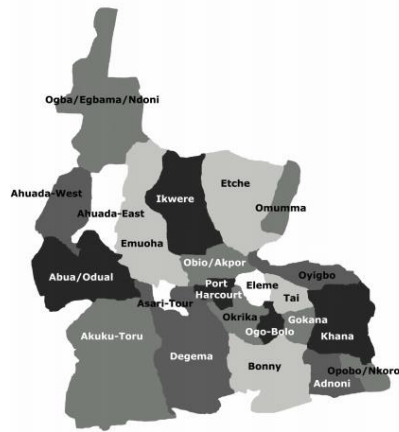 Ogba/Egbama/Ndoni
Etche
Ahuada-West
Ikwere
Omumma
Ahuada-East
Emuoha
Obio/Akpor
Abua/Odual
Oyigbo
Port
Harcourt
Eleme
Tai
Asari-Tour
Okrika
Gokana
Akuku-Toru
Ogo-Bolo
Khana
Degema
Bonny
Opobo/Nkoro
Adnoni